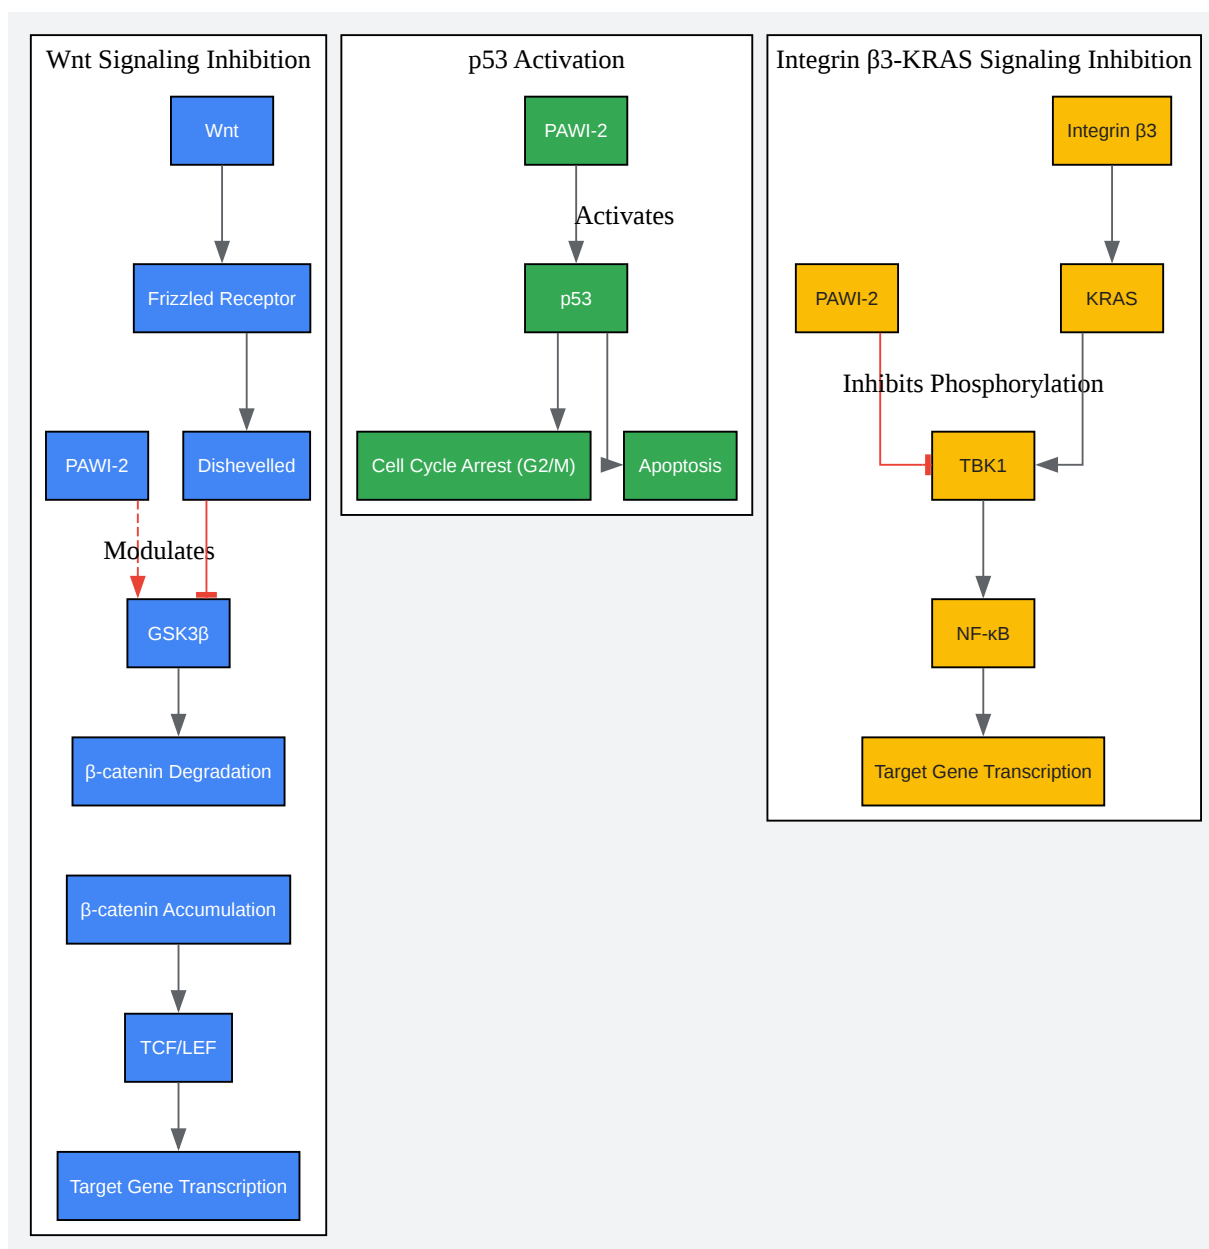 Wnt Signaling Inhibition
Wnt
Frizzled Receptor
PAWI-2
Dishevelled
Modulates
GSK3β
β-catenin Degradation
β-catenin Accumulation
TCF/LEF
Target Gene Transcription
p53 Activation
PAWI-2
Activates
p53
Cell Cycle Arrest (G2/M)
Apoptosis
Integrin β3-KRAS Signaling Inhibition
Integrin β3
PAWI-2
KRAS
Inhibits Phosphorylation
TBK1
NF-κB
Target Gene Transcription